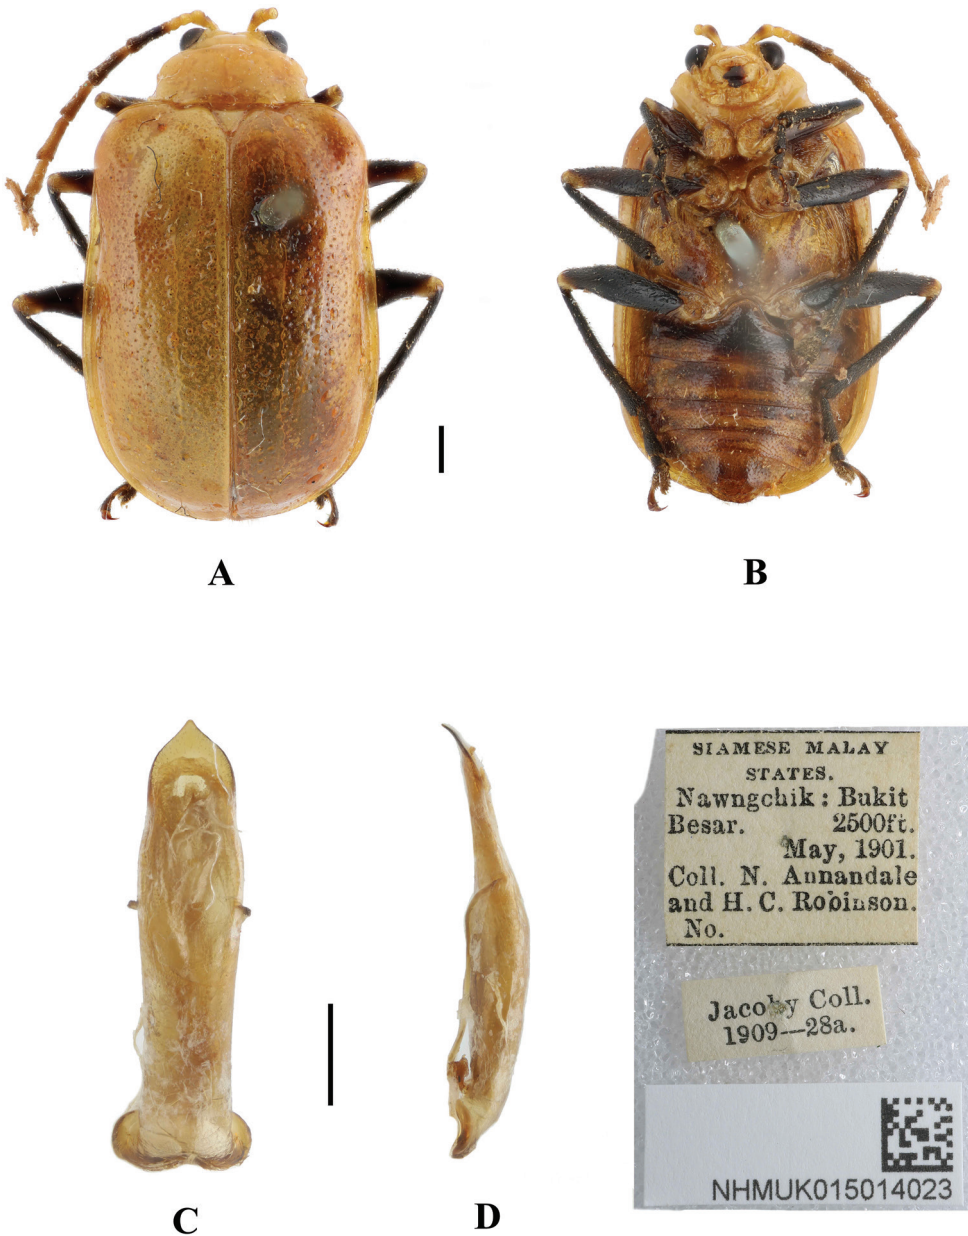 A
B
SIAMESE MALAY
STATES.
Nawngchik: Bukit
Besar. 2500ft.
May, 1901.
Coll. N. Annandale
and H. C. Robinson.
No.
Jacoby Coll.
1909—28a.
NHMUK015014023
C
D